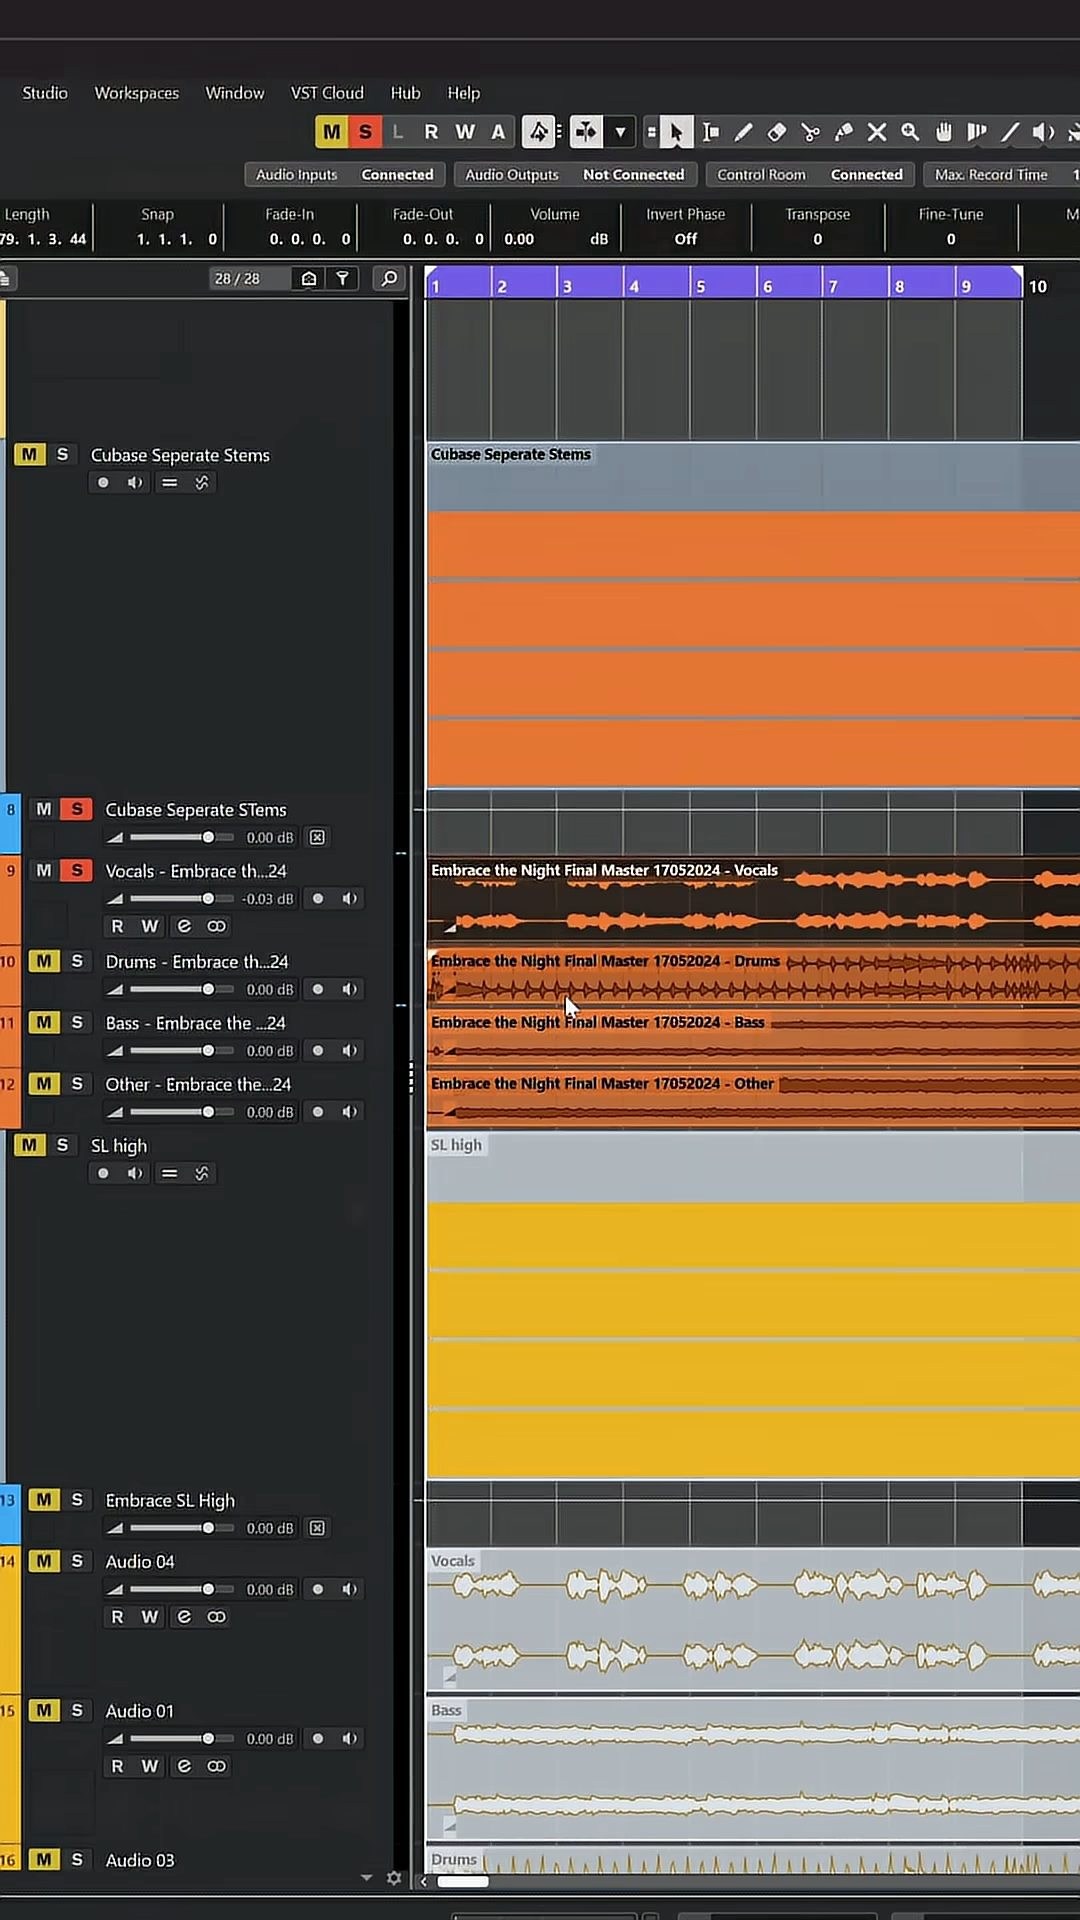 Studio Workspaces Window VST Cloud Hub Help
M S L R W A
Audio Inputs Connected Audio Outputs Not Connected Control Room Connected Max. Record Time
Length Snap Fade-In Fade-Out Volume Invert Phase Transpose Fine-Tune
79. 1. 3. 44 1. 1. 1. 0 0. 0. 0. 0 0. 0. 0. 0 0.00 dB Off 0 0
28 / 28 1 2 3 4 5 6 7 8 9 10
M S Cubase Seperate Stems Cubase Seperate Stems
8 M S Cubase Seperate STems
0.00 dB
9 M S Vocals - Embrace th...24 Embrace the Night Final Master 17052024 - Vocals
-0.03 dB
R W e
10 M S Drums - Embrace th...24 Embrace the Night Final Master 17052024 - Drums
0.00 dB
11 M S Bass - Embrace the ...24 Embrace the Night Final Master 17052024 - Bass
0.00 dB
12 M S Other - Embrace the...24 Embrace the Night Final Master 17052024 - Other
0.00 dB
M S SL high SL high
13 M S Embrace SL High
0.00 dB
14 M S Audio 04 Vocals
0.00 dB
R W e
15 M S Audio 01 Bass
0.00 dB
R W e
16 M S Audio 03 Drums